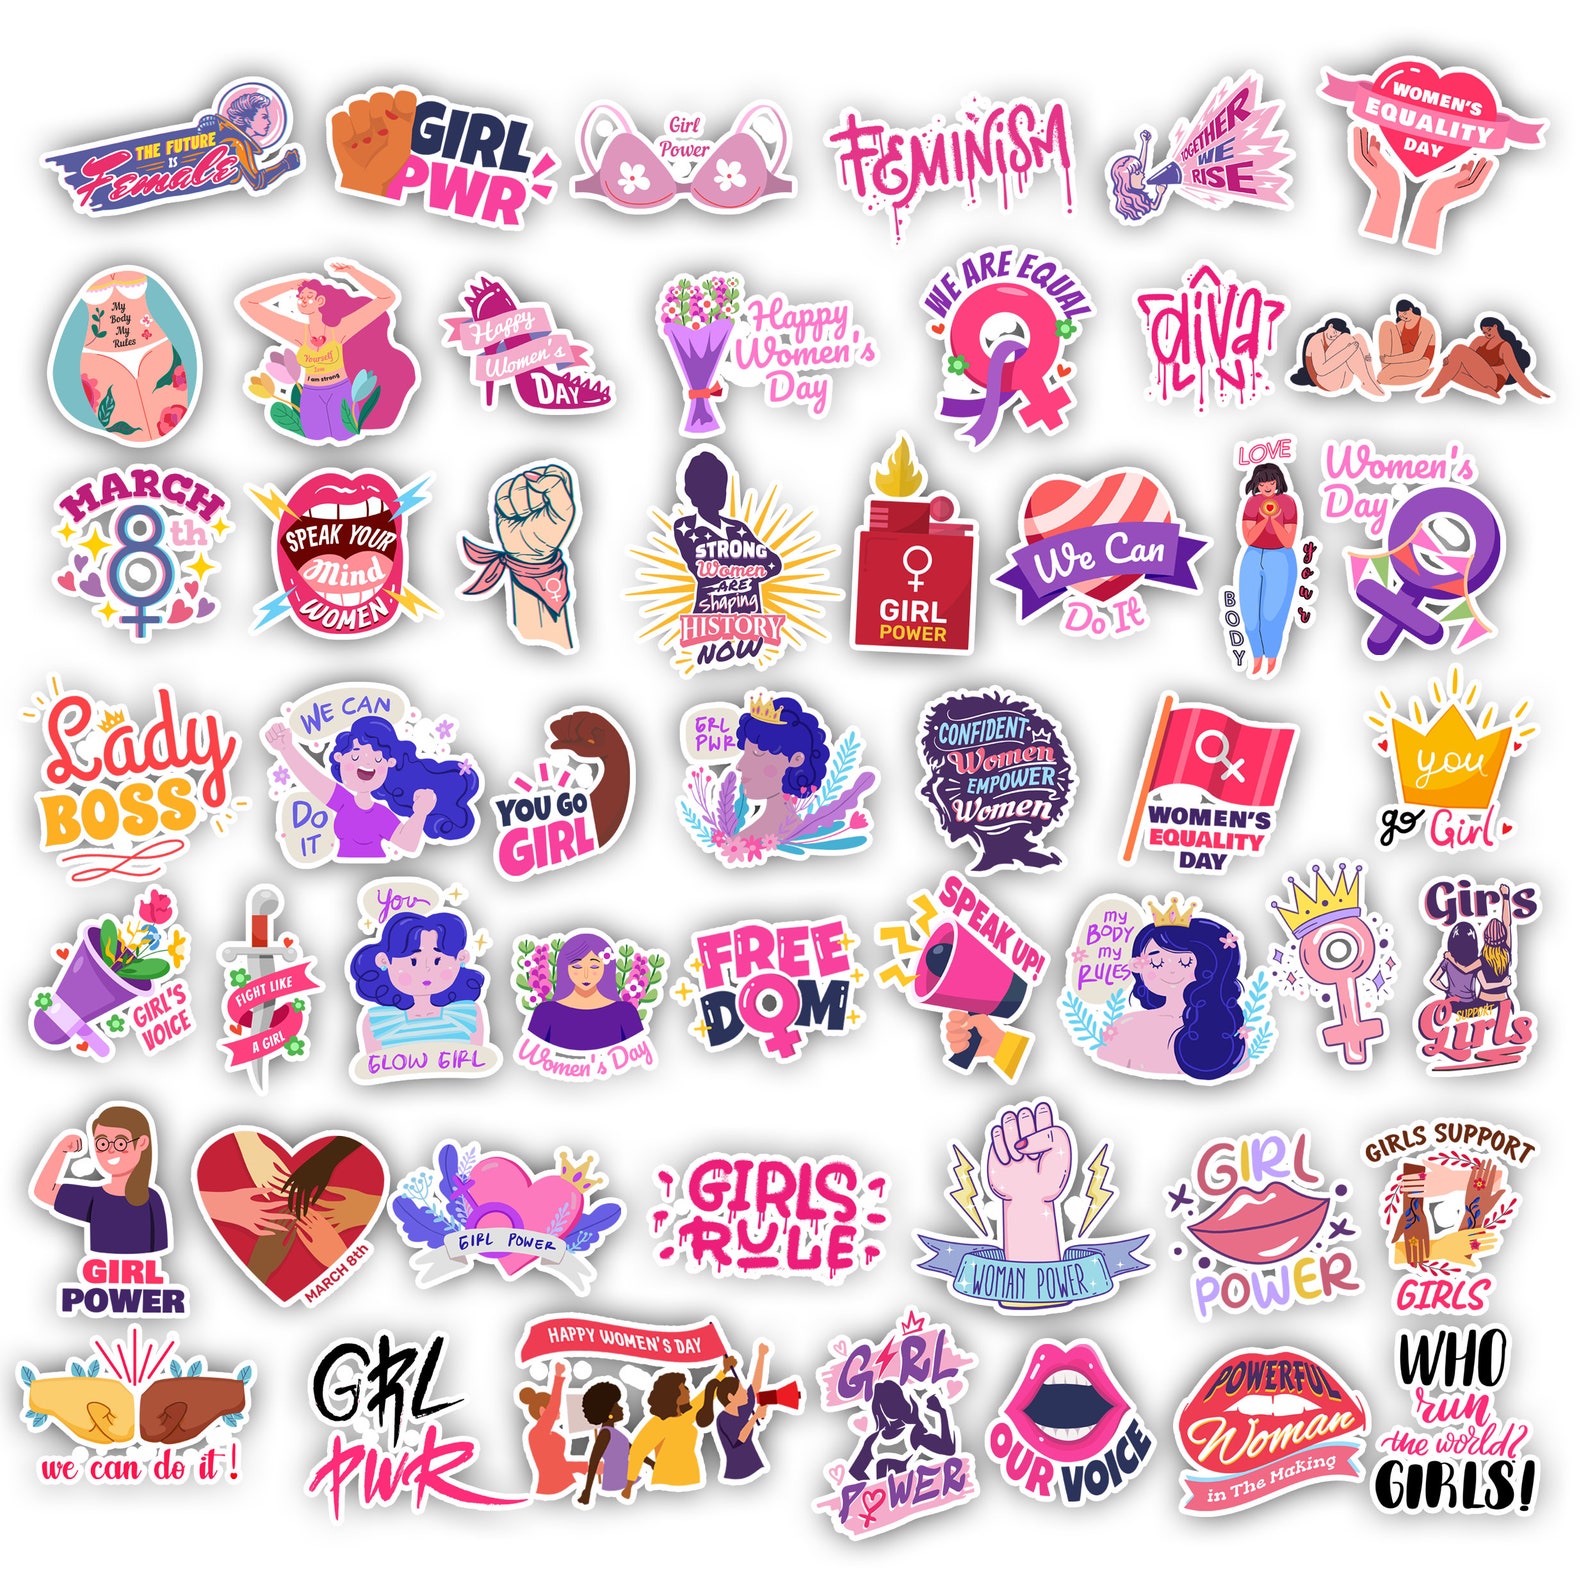 THE FUTURE
IS
Female
GIRL
PWR
Girl
Power
FEMINISM
TOGETHER
WE
RISE
WOMEN'S
EQUALITY
DAY
My
Body
My
Rules
Yourself
love
I am strong
Happy
Women's
DAY
Happy
Women's
Day
WE ARE EQUAL
diva
LN
MARCH
8th
SPEAK YOUR
Mind
WOMEN
STRONG
Women
ARE
Shaping
HISTORY
NOW
GIRL
POWER
We Can
Do It
LOVE
your
BODY
Women's
Day
Lady
BOSS
WE CAN
DO
IT
YOU GO
GIRL
GRL
PWR
CONFIDENT
Women
EMPOWER
Women
WOMEN'S
EQUALITY
DAY
you
go Girl
GIRL'S
VOICE
FIGHT LIKE
A GIRL
You
GLOW GIRL
Women's Day
FREE
DOM
SPEAK UP!
my
BODY
my
RULES
Girls
SUPPORT
Girls
GIRL
POWER
MARCH 8th
GIRL POWER
GIRLS
RULE
WOMAN POWER
GIRL
POWER
GIRLS SUPPORT
GIRLS
we can do it!
GRL
PWR
HAPPY WOMEN'S DAY
GIRL
POWER
OUR VOICE
POWERFUL
Woman
in The Making
WHO
run
the world?
GIRLS!